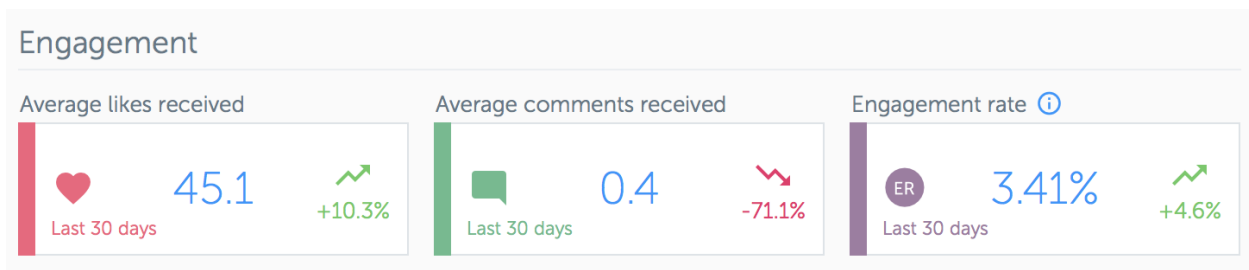 Engagement
Average likes received
45.1
+10.3%
Last 30 days
Average comments received
0.4
-71.1%
Last 30 days
Engagement rate
ER
3.41%
+4.6%
Last 30 days